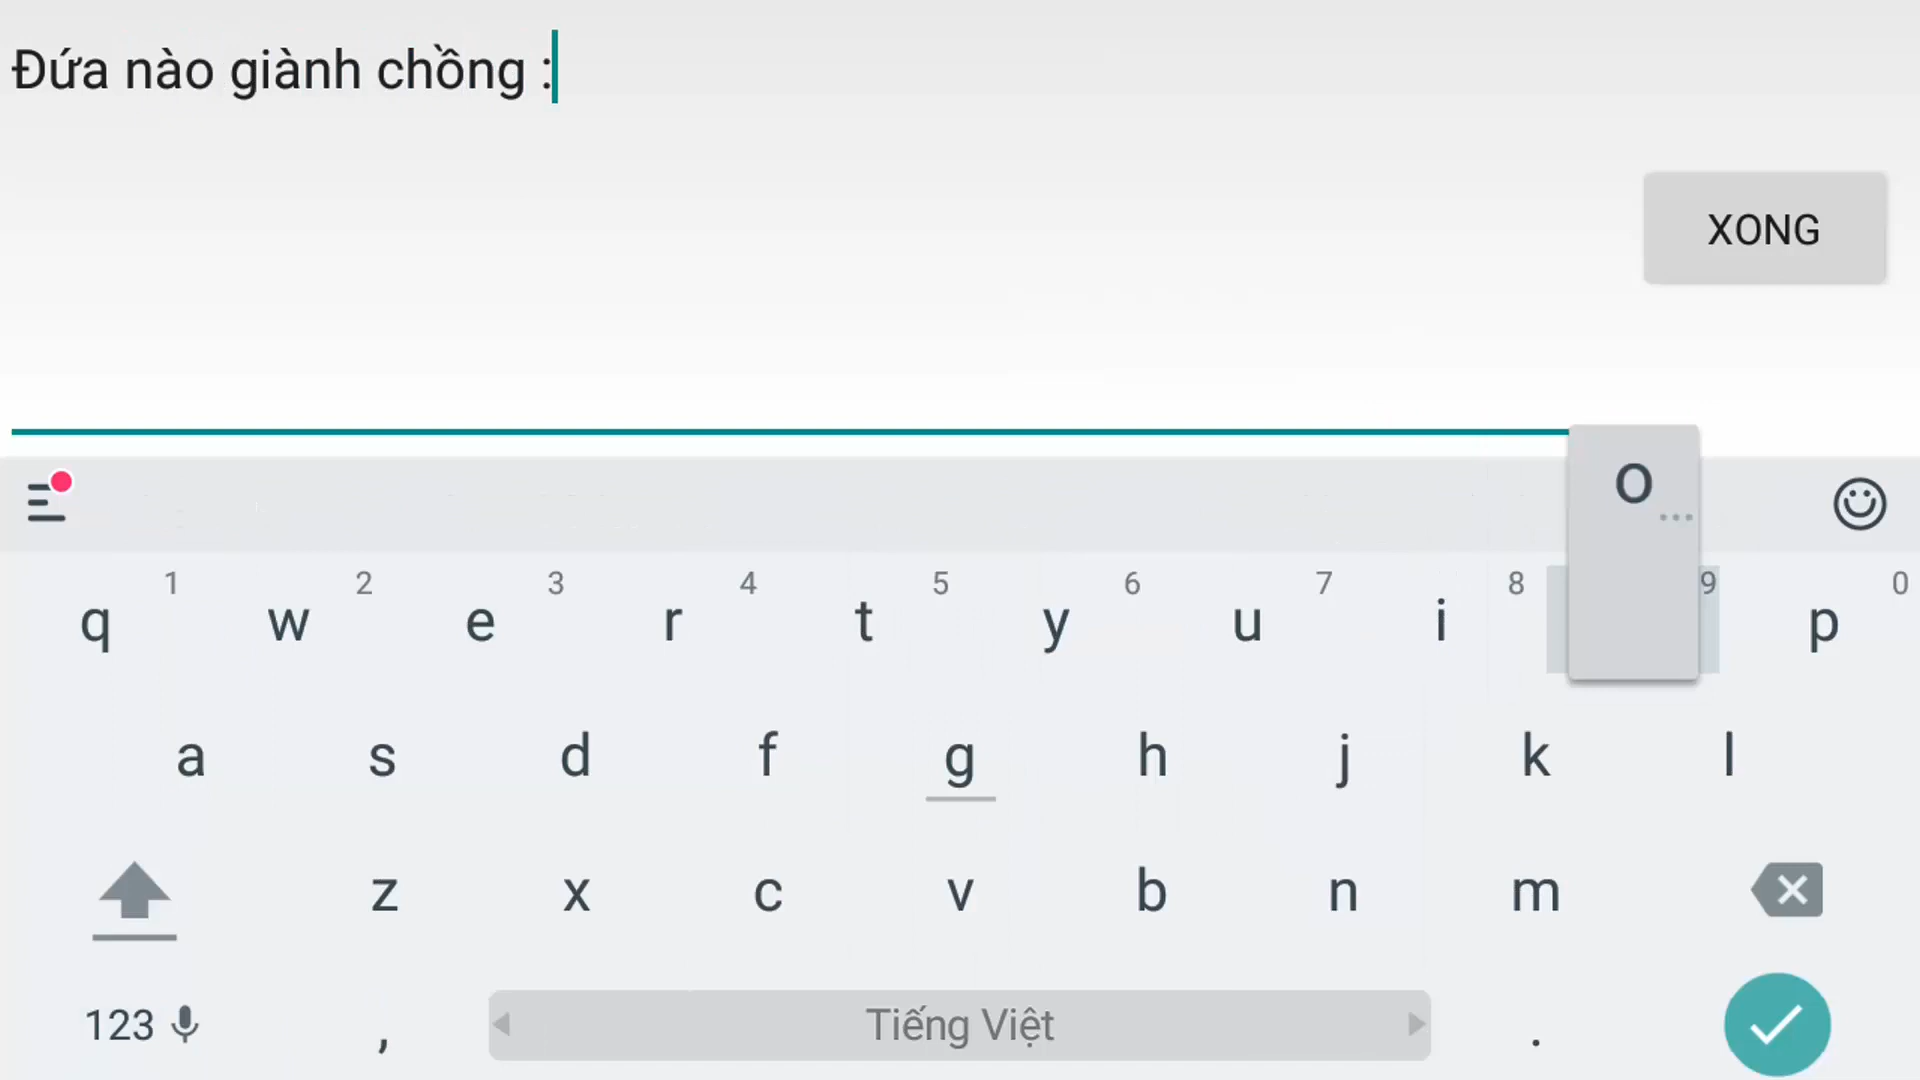 Đứa nào giành chồng :
XONG
o
...
1 2 3 4 5 6 7 8 9 0
q w e r t y u i p
a s d f g h j k l
z x c v b n m
123 , Tiếng Việt .